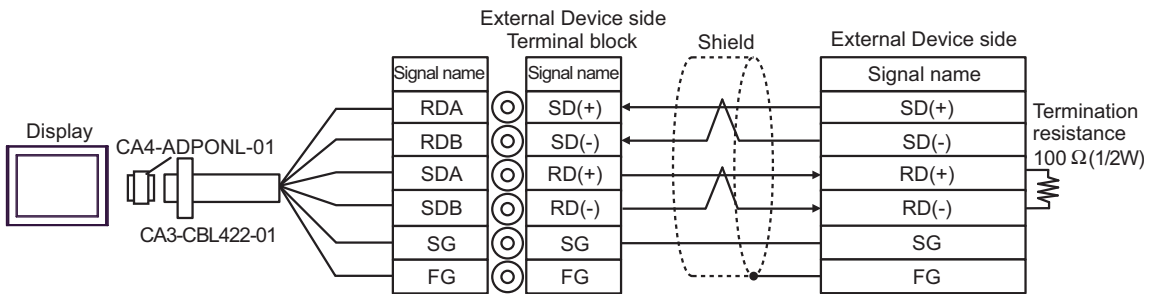 External Device side
Terminal block
Shield
External Device side
Signal name
Signal name
Signal name
RDA
SD(+)
SD(+)
Termination
resistance
100 Ω(1/2W)
Display
CA4-ADPONL-01
RDB
SD(-)
SD(-)
SDA
RD(+)
RD(+)
SDB
RD(-)
RD(-)
CA3-CBL422-01
SG
SG
SG
FG
FG
FG